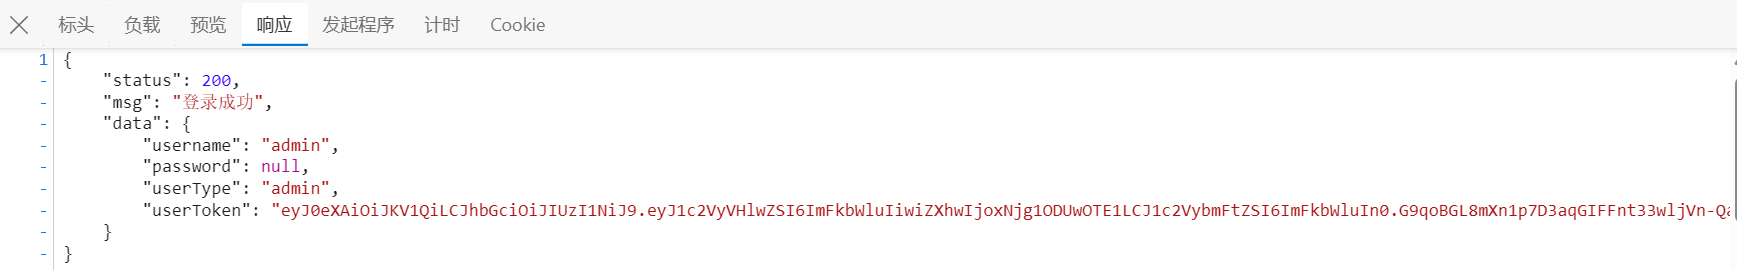 标头 负载 预览 响应 发起程序 计时 Cookie
1 {
- "status": 200,
- "msg": "登录成功",
- "data": {
- "username": "admin",
- "password": null,
- "userType": "admin",
- "userToken": "eyJ0eXAiOiJKV1QiLCJhbGciOiJIUzI1NiJ9.eyJ1c2VyVHlwZSI6ImFkbWluIiwiZXhwIjoxNjg1ODUwOTE1LCJ1c2VybmFtZSI6ImFkbWluIn0.G9qoBGL8mXn1p7D3aqGIFFnt33wljVn-Qa
- }
- }